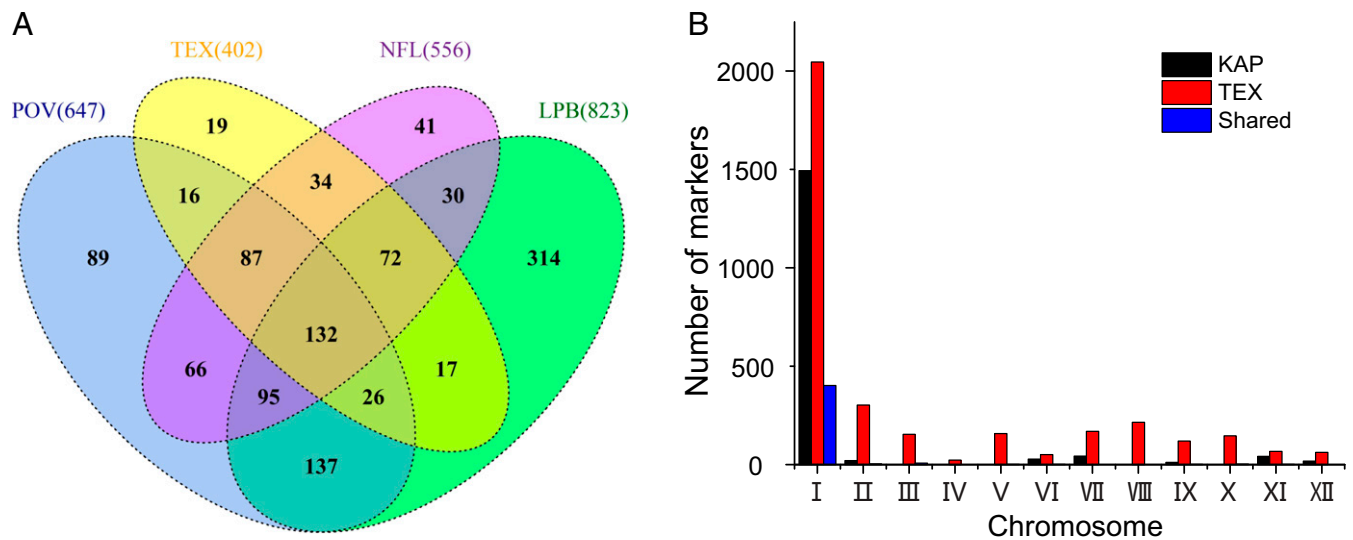 A
TEX(402)
NFL(556)
POV(647)
LPB(823)
19
41
16
34
30
89
87
72
314
132
66
95
26
17
137
B
KAP
TEX
Shared
Number of markers
2000
1500
1000
500
0
I II III IV V VI VII VIII IX X XI XII
Chromosome